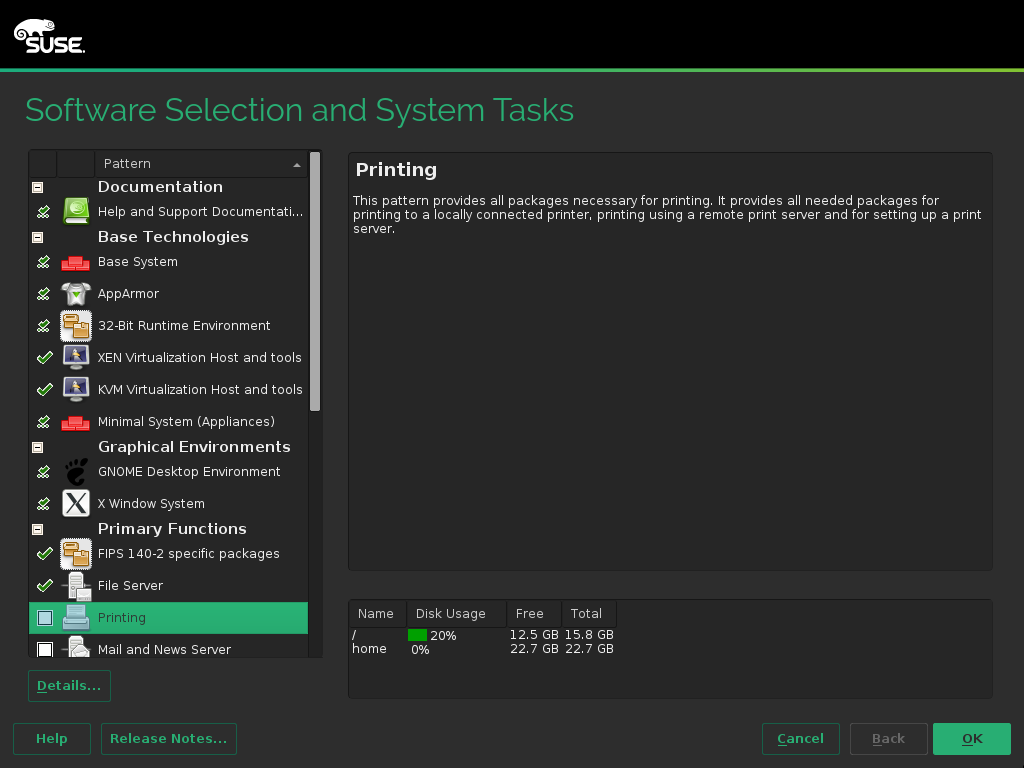 SUSE.
Software Selection and System Tasks
Pattern
Documentation
Help and Support Documentati...
Base Technologies
Base System
AppArmor
32-Bit Runtime Environment
XEN Virtualization Host and tools
KVM Virtualization Host and tools
Minimal System (Appliances)
Graphical Environments
GNOME Desktop Environment
X Window System
Primary Functions
FIPS 140-2 specific packages
File Server
Printing
Mail and News Server
Details...
Printing
This pattern provides all packages necessary for printing. It provides all needed packages for
printing to a locally connected printer, printing using a remote print server and for setting up a print
server.
Name Disk Usage Free Total
/ 20% 12.5 GB 15.8 GB
home 0% 22.7 GB 22.7 GB
Help Release Notes... Cancel Back OK